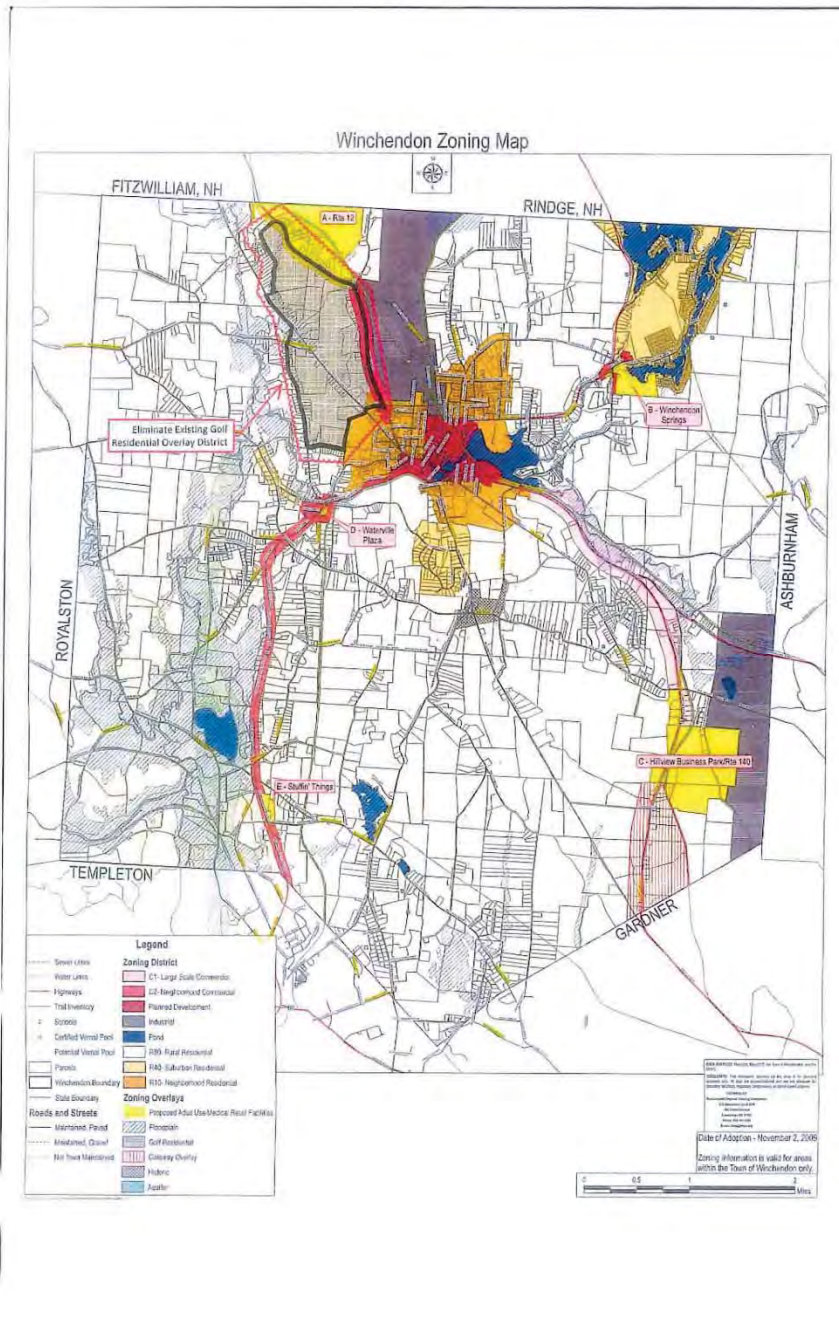 Winchendon Zoning Map
FITZWILLIAM, NH
RINDGE, NH
A - Rte 12
Eliminate Existing Golf
Residential Overlay District
B - Winchendon
Springs
D - Waterville
Plaza
ROYALSTON
ASHBURNHAM
C - Hillview Business Park/Rte 140
E - Stuffin' Things
TEMPLETON
GARDNER
Legend
Sewer Lines
Water Lines
Highways
Trail Inventory
Schools
Certified Vernal Pool
Potential Vernal Pool
Parcels
Winchendon Boundary
State Boundary
Roads and Streets
Maintained, Paved
Maintained, Gravel
Not Town Maintained
Zoning District
C1- Large Scale Commercial
C2- Neighborhood Commercial
Planned Development
Industrial
Pond
R80- Rural Residential
R40- Suburban Residential
R10- Neighborhood Residential
Zoning Overlays
Proposed Adult Use/Medical Retail Facilities
Floodplain
Golf Residential
Gateway Overlay
Historic
Aquifer
Date of Adoption - November 2, 2009
Zoning information is valid for areas
within the Town of Winchendon only.
0 0.5 1 2
Miles